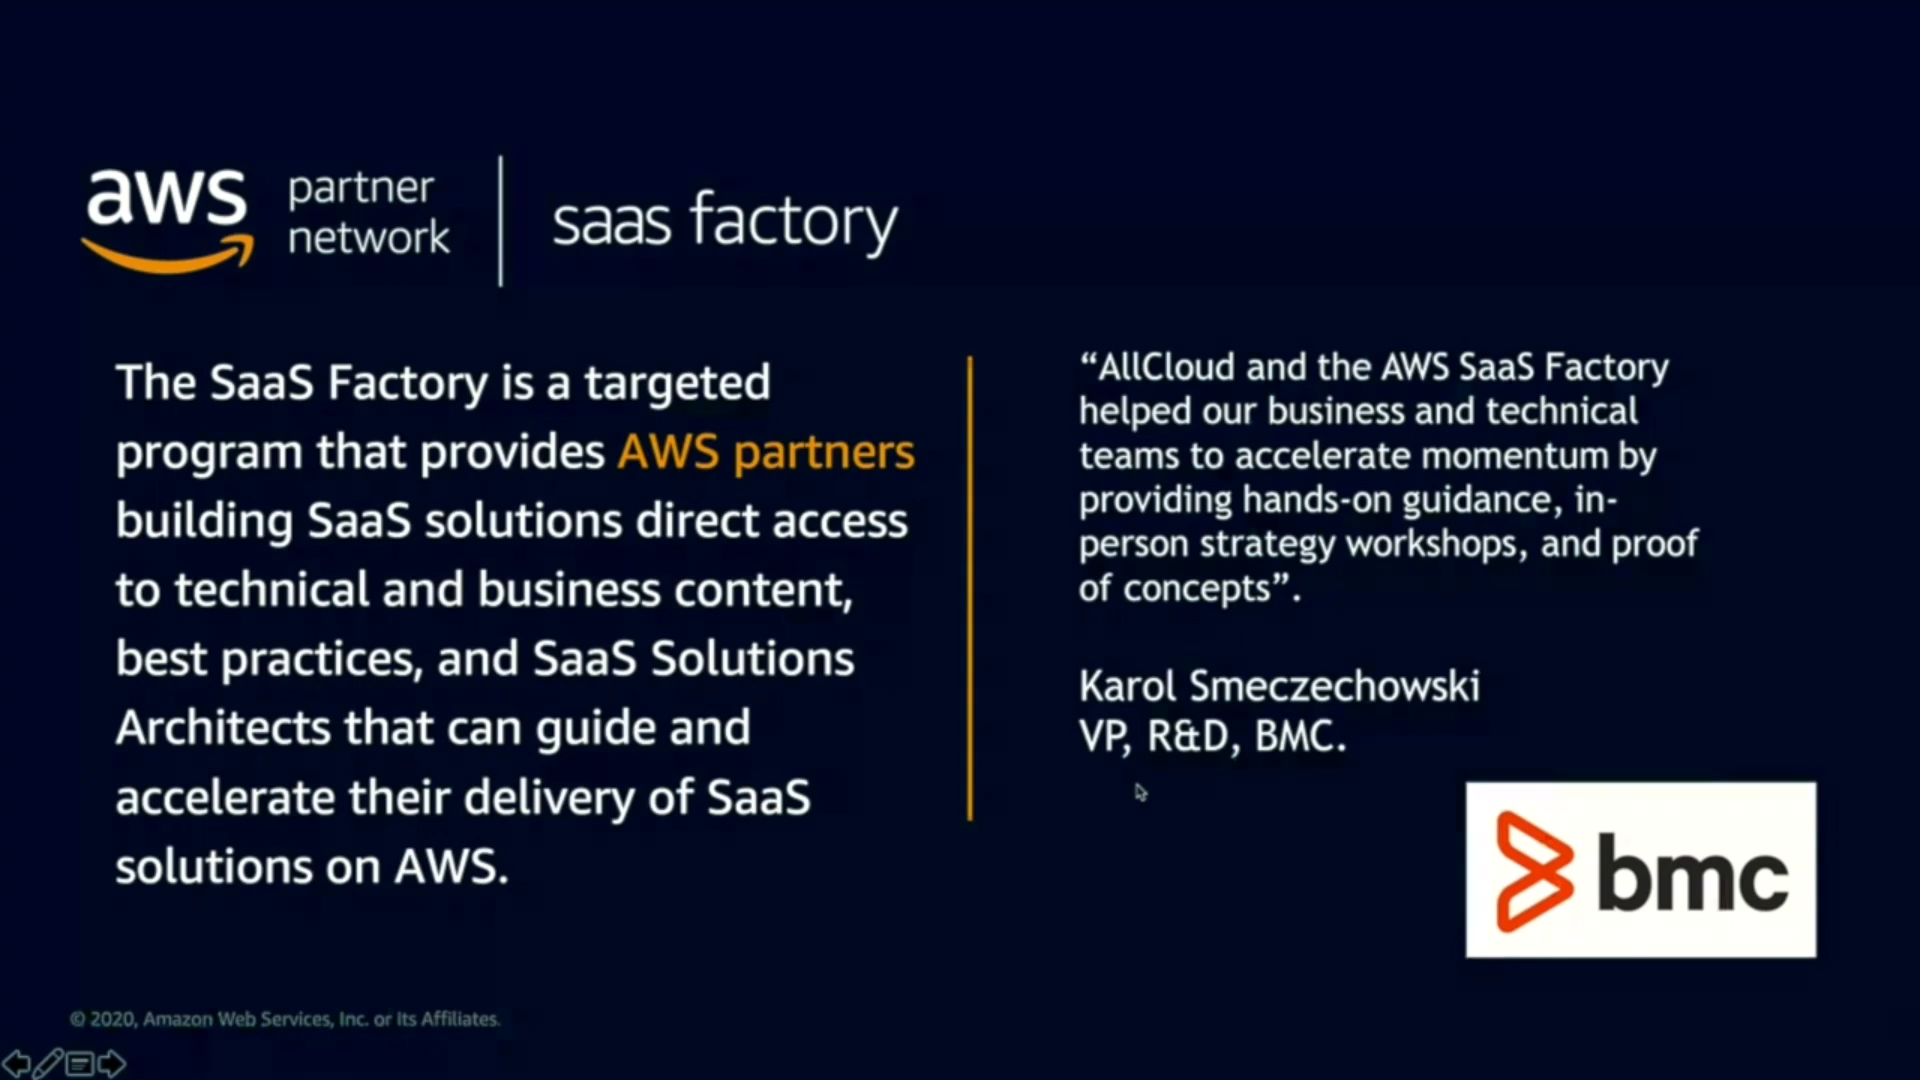 aws
partner
network
saas factory
The SaaS Factory is a targeted
program that provides AWS partners
building SaaS solutions direct access
to technical and business content,
best practices, and SaaS Solutions
Architects that can guide and
accelerate their delivery of SaaS
solutions on AWS.
“AllCloud and the AWS SaaS Factory
helped our business and technical
teams to accelerate momentum by
providing hands-on guidance, in-
person strategy workshops, and proof
of concepts”.
Karol Smeczechowski
VP, R&D, BMC.
bmc
© 2020, Amazon Web Services, Inc. or Its Affiliates.